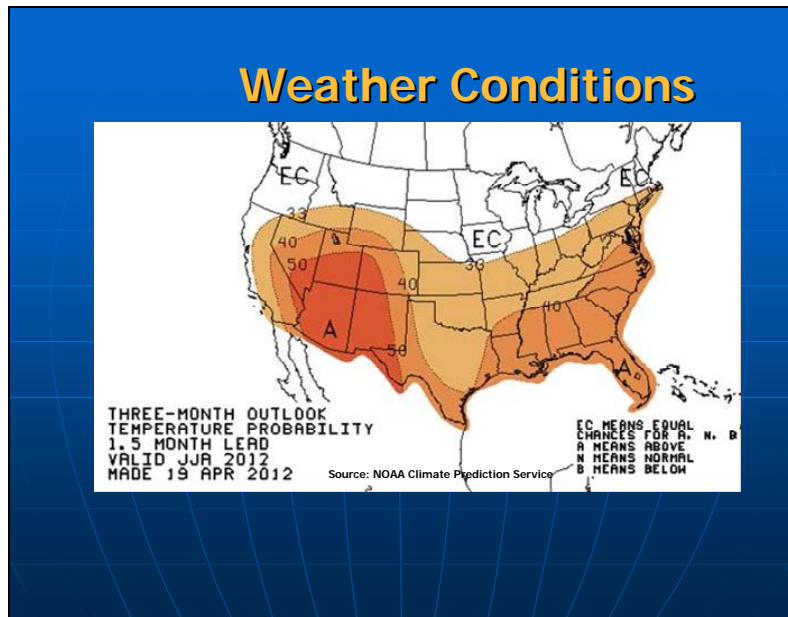 Weather Conditions
EC
EC
33
EC
40
50
33
40
40
A
50
A
THREE-MONTH OUTLOOK
TEMPERATURE PROBABILITY
1.5 MONTH LEAD
VALID JJA 2012
MADE 19 APR 2012
Source: NOAA Climate Prediction Service
EC MEANS EQUAL
CHANCES FOR A, N, B
A MEANS ABOVE
N MEANS NORMAL
B MEANS BELOW